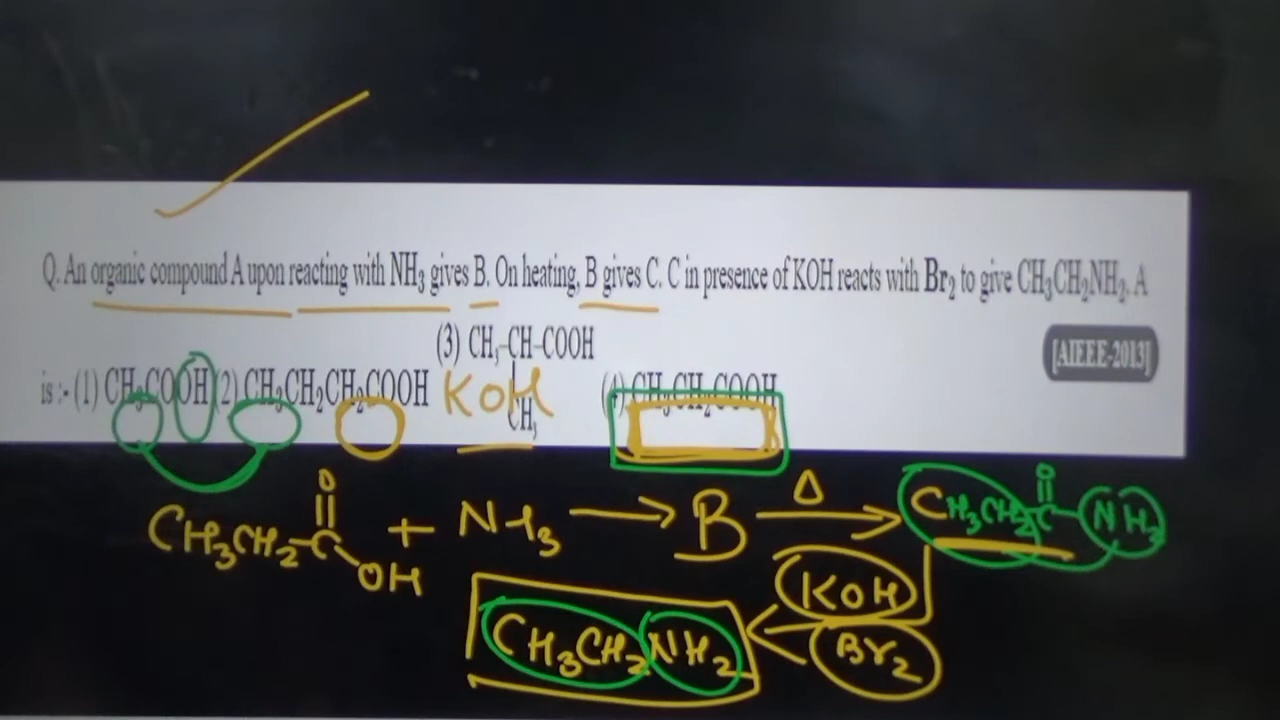 Q. An organic compound A upon reacting with NH₃ gives B. On heating, B gives C. C in presence of KOH reacts with Br₂ to give CH₃CH₂NH₂. A
(3) CH₃-CH-COOH
[AIEEE-2013]
is :- (1) CH₃COOH (2) CH₃CH₂CH₂COOH
KOH
(4) CH₃CH₂COOH
CH₃
O
CH₃CH₂-C
OH
+ NH₃ → B
Δ
→
O
CH₃CH₂C-NH₂
KOH
Br₂
CH₃CH₂NH₂